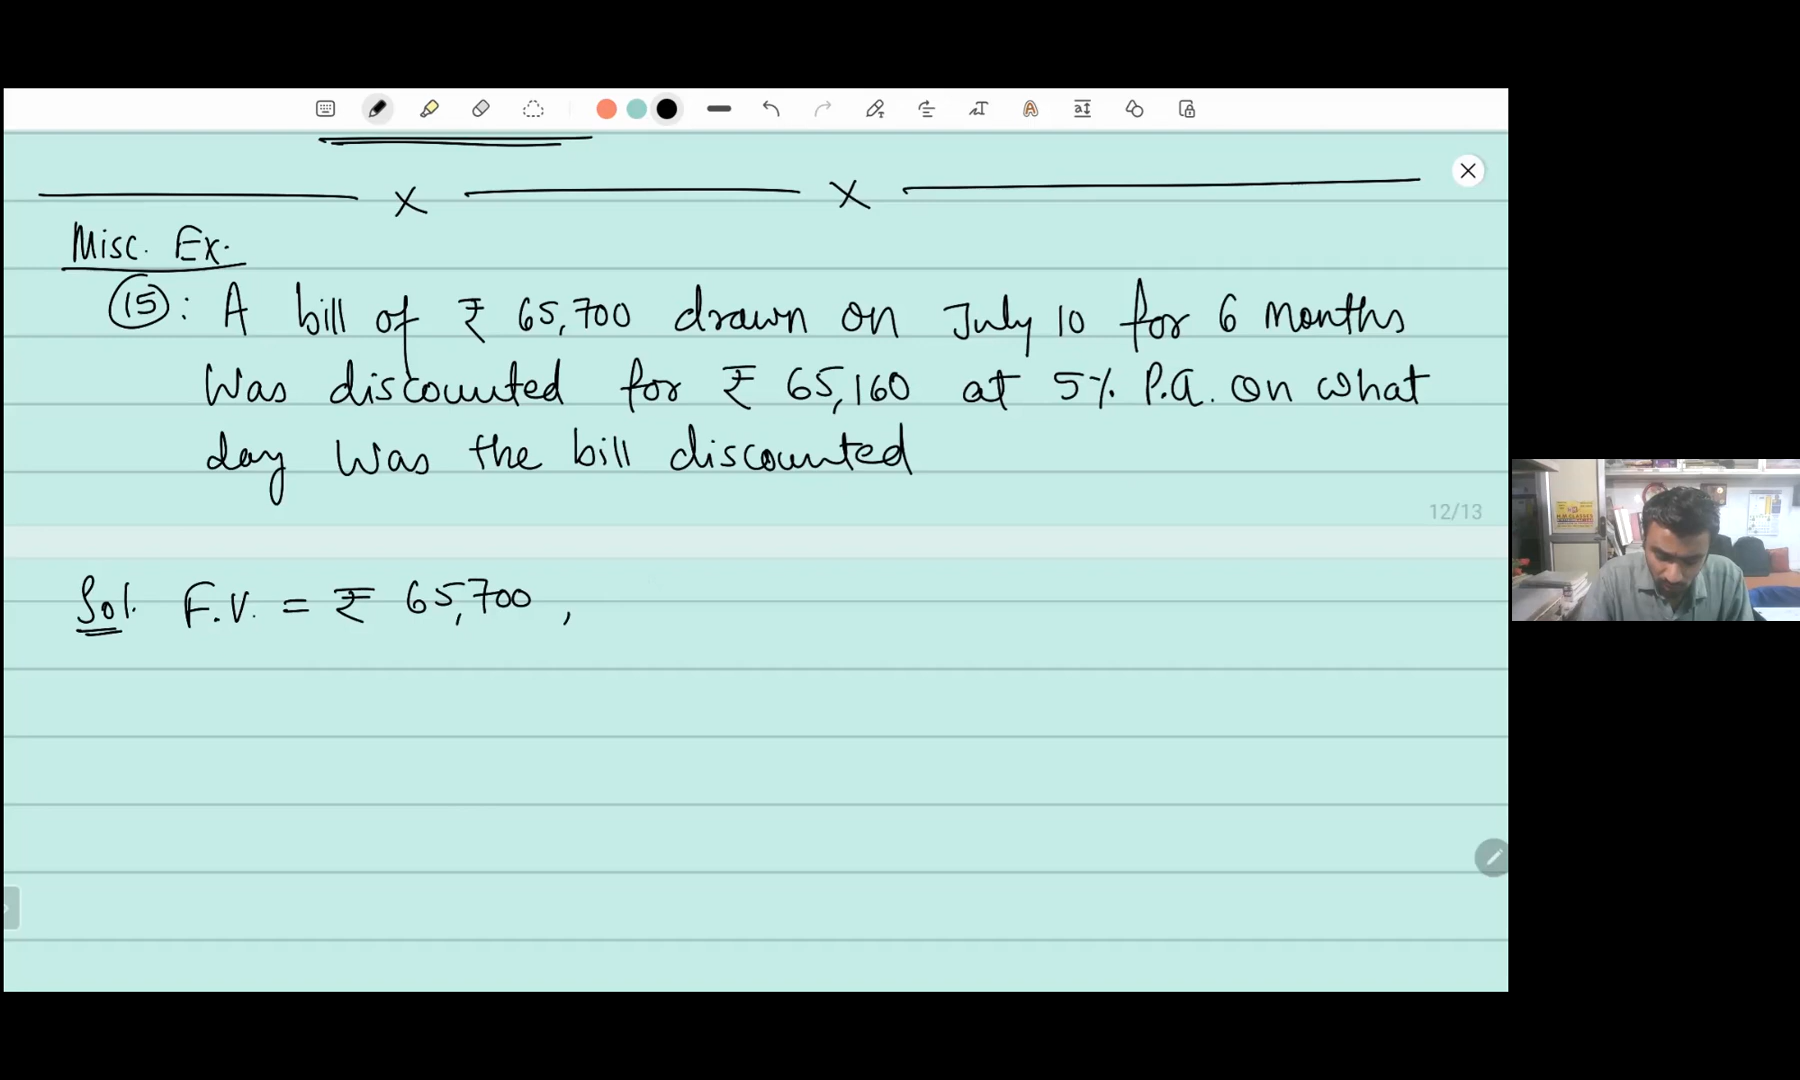 Misc. Ex.
(15): A bill of ₹ 65,700 drawn on July 10 for 6 months
was discounted for ₹ 65,160 at 5% P.a. on what
day was the bill discounted
12/13
Sol. F.V. = ₹ 65,700 ,